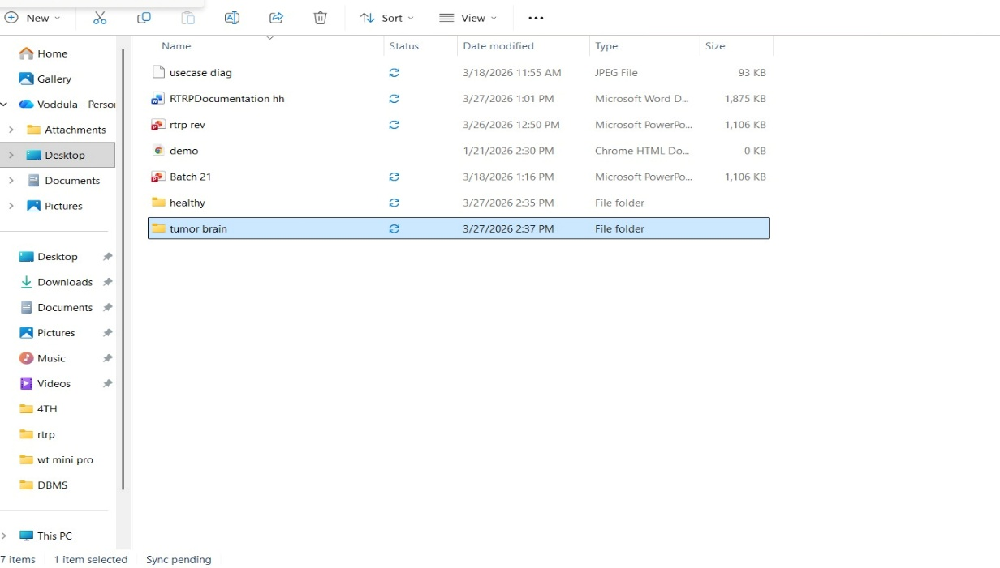 New Sort View
Name Status Date modified Type Size
Home
Gallery
Voddula - Person
Attachments
Desktop
Documents
Pictures
usecase diag 3/18/2026 11:55 AM JPEG File 93 KB
RTRPDocumentation hh 3/27/2026 1:01 PM Microsoft Word D... 1,875 KB
rtrp rev 3/26/2026 12:50 PM Microsoft PowerPo... 1,106 KB
demo 1/21/2026 2:30 PM Chrome HTML Do... 0 KB
Batch 21 3/18/2026 1:16 PM Microsoft PowerPo... 1,106 KB
healthy 3/27/2026 2:35 PM File folder
tumor brain 3/27/2026 2:37 PM File folder
Desktop
Downloads
Documents
Pictures
Music
Videos
4TH
rtrp
wt mini pro
DBMS
This PC
7 items 1 item selected Sync pending